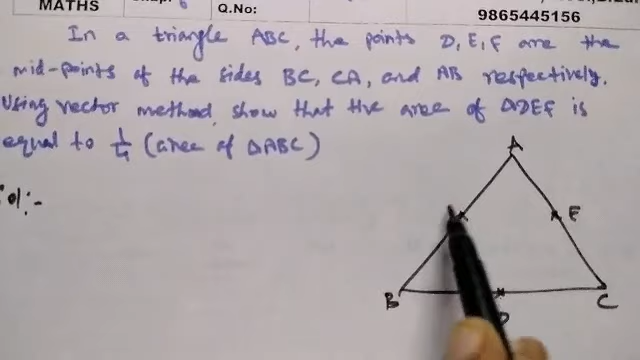 MATHS
Q.No:
9865445156
In a triangle ABC, the points D, E, F are the
mid-points of the sides BC, CA, and AB respectively.
Using vector method, show that the area of ΔDEF is
equal to 1/4 (area of ΔABC)
Sol:-
A
E
B
D
C